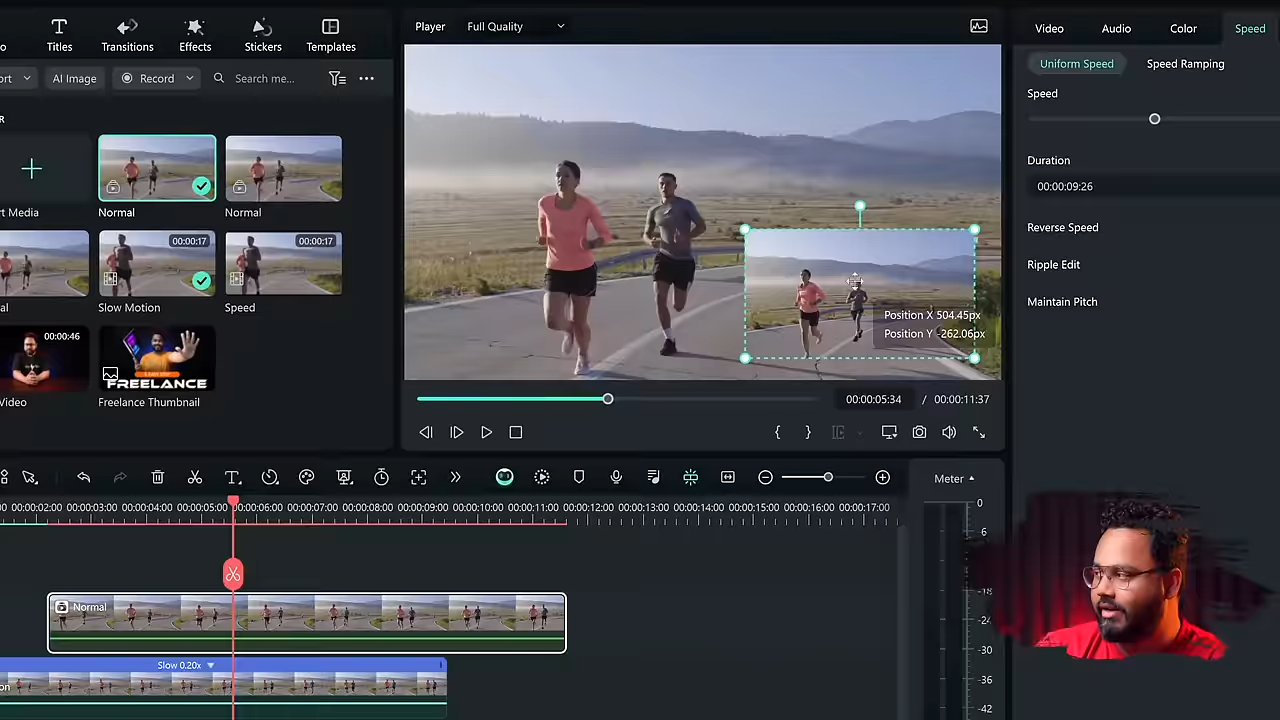 Titles
Transitions
Effects
Stickers
Templates
ort
AI Image
Record
Search me...
R
rt Media
Normal
Normal
al
00:00:17
Slow Motion
00:00:17
Speed
00:00:46
Video
FREELANCE
Freelance Thumbnail
Player
Full Quality
Position X 504.45px
Position Y -262.06px
00:00:05:34 / 00:00:11:37
Video
Audio
Color
Speed
Uniform Speed
Speed Ramping
Speed
Duration
00:00:09:26
Reverse Speed
Ripple Edit
Maintain Pitch
00 00:00:02:00 00:00:03:00 00:00:04:00 00:00:05:00 00:00:06:00 00:00:07:00 00:00:08:00 00:00:09:00 00:00:10:00 00:00:11:00 00:00:12:00 00:00:13:00 00:00:14:00 00:00:15:00 00:00:16:00 00:00:17:00
Normal
Slow 0.20x
on
Meter
0
6
-18
-24
-30
-36
-42